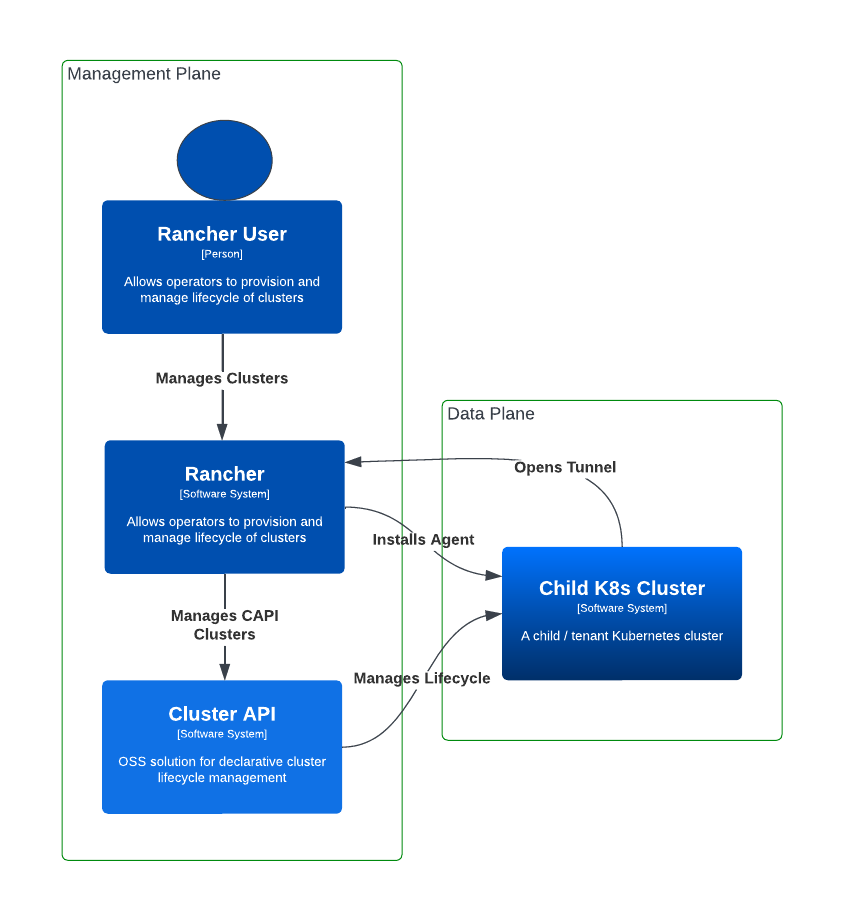 Management Plane
Rancher User
[Person]
Allows operators to provision and
manage lifecycle of clusters
Manages Clusters
Data Plane
Rancher
[Software System]
Allows operators to provision and
manage lifecycle of clusters
Opens Tunnel
Installs Agent
Child K8s Cluster
[Software System]
A child / tenant Kubernetes cluster
Manages CAPI
Clusters
Manages Lifecycle
Cluster API
[Software System]
OSS solution for declarative cluster
lifecycle management